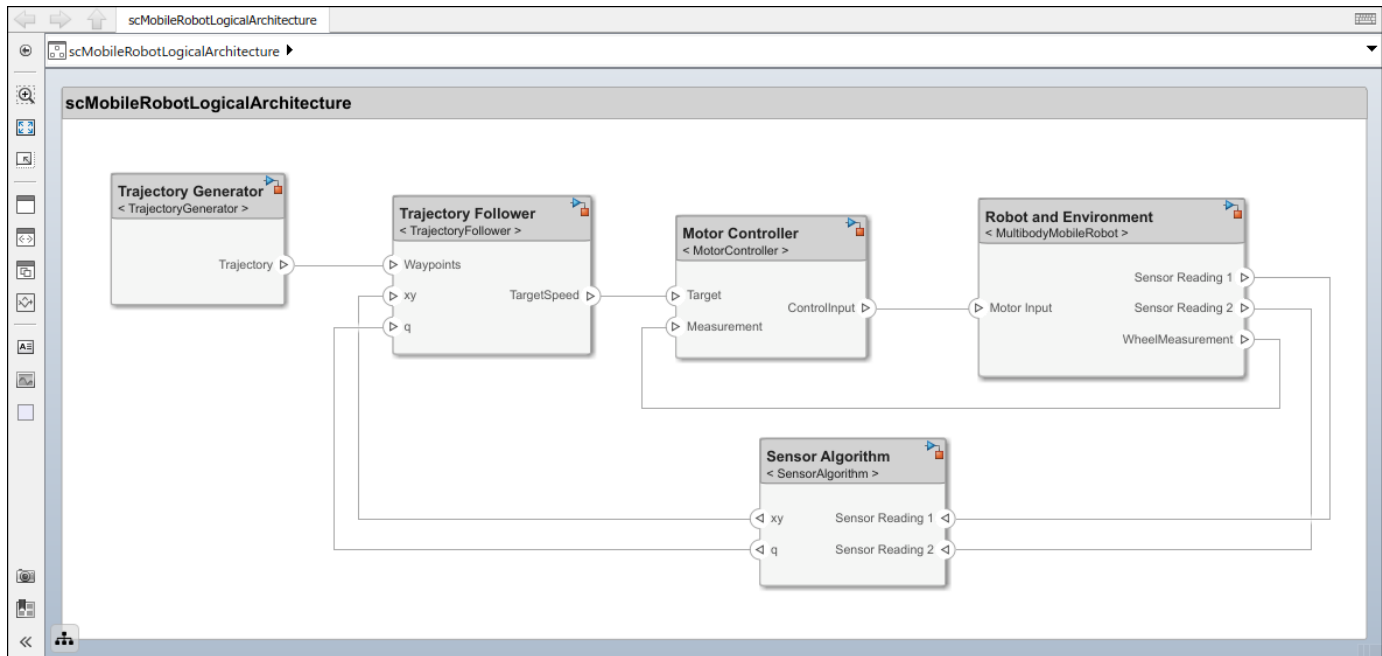 scMobileRobotLogicalArchitecture
scMobileRobotLogicalArchitecture
scMobileRobotLogicalArchitecture
Trajectory Generator
< TrajectoryGenerator >
Trajectory
Trajectory Follower
< TrajectoryFollower >
Waypoints
xy
TargetSpeed
q
Motor Controller
< MotorController >
Target
ControlInput
Measurement
Robot and Environment
< MultibodyMobileRobot >
Sensor Reading 1
Motor Input
Sensor Reading 2
WheelMeasurement
Sensor Algorithm
< SensorAlgorithm >
xy
Sensor Reading 1
q
Sensor Reading 2